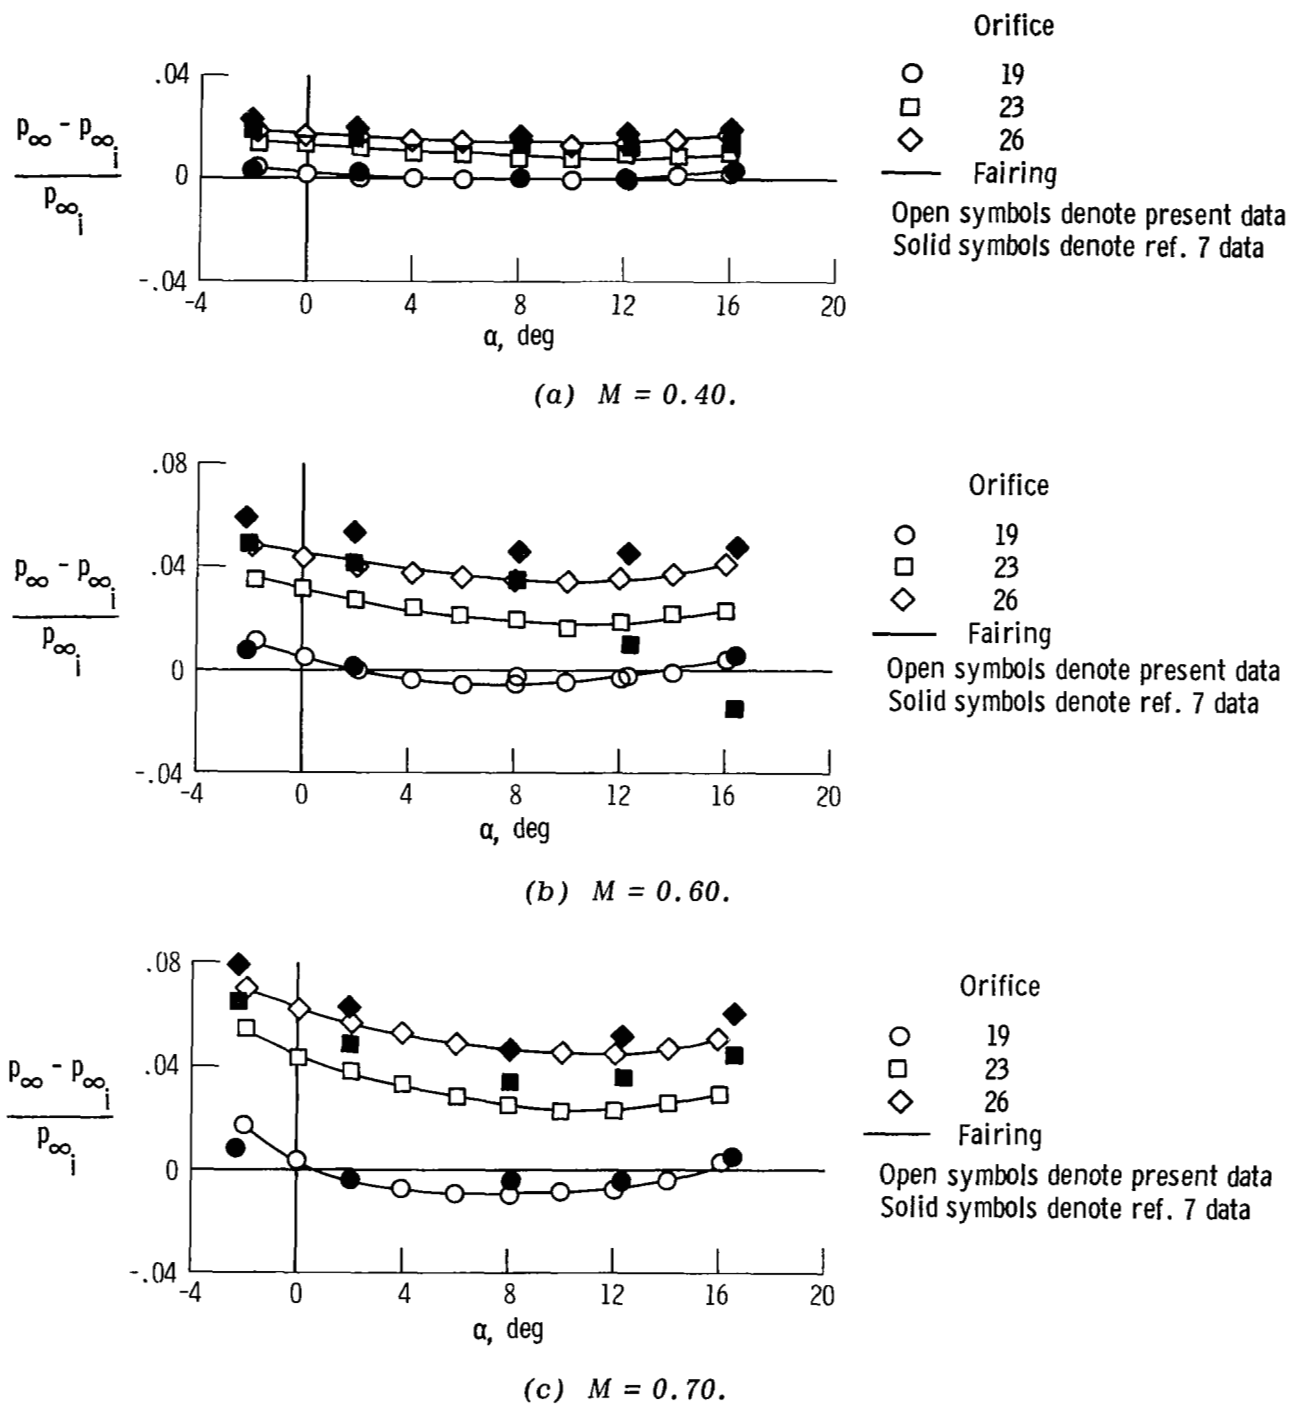 Orifice
19
23
26
Fairing
Open symbols denote present data
Solid symbols denote ref. 7 data
p∞ - p∞i
p∞i
.04
0
-.04
-4 0 4 8 12 16 20
α, deg
(a) M = 0.40.
Orifice
19
23
26
Fairing
Open symbols denote present data
Solid symbols denote ref. 7 data
p∞ - p∞i
p∞i
.08
.04
0
-.04
-4 0 4 8 12 16 20
α, deg
(b) M = 0.60.
Orifice
19
23
26
Fairing
Open symbols denote present data
Solid symbols denote ref. 7 data
p∞ - p∞i
p∞i
.08
.04
0
-.04
-4 0 4 8 12 16 20
α, deg
(c) M = 0.70.